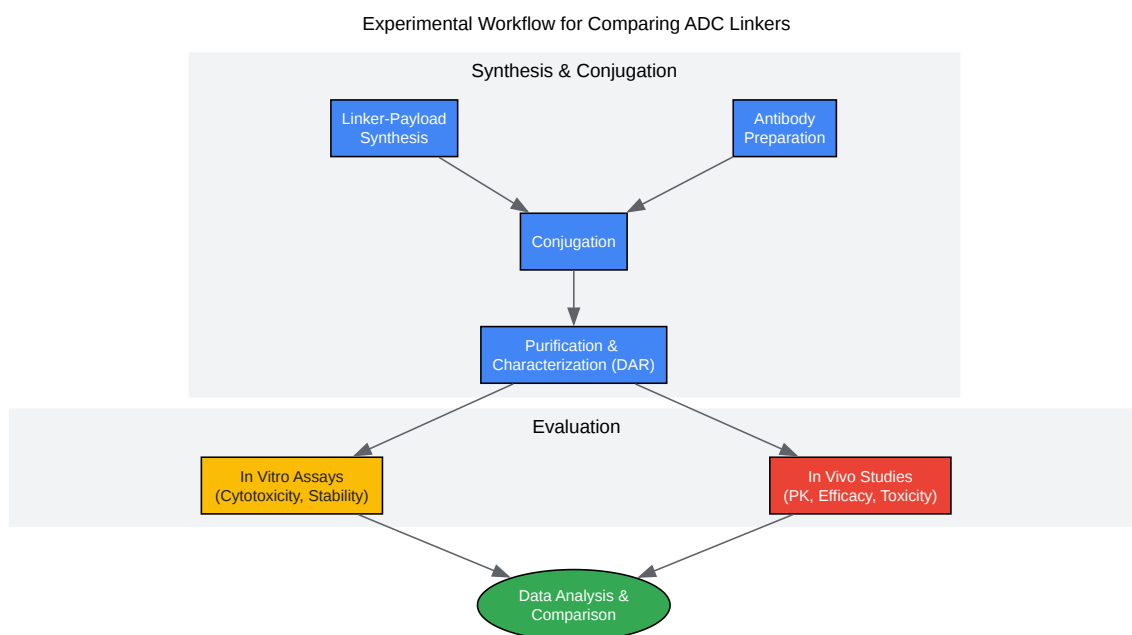 Experimental Workflow for Comparing ADC Linkers
Synthesis & Conjugation
Linker-Payload
Synthesis
Antibody
Preparation
Conjugation
Purification &
Characterization (DAR)
Evaluation
In Vitro Assays
(Cytotoxicity, Stability)
In Vivo Studies
(PK, Efficacy, Toxicity)
Data Analysis &
Comparison